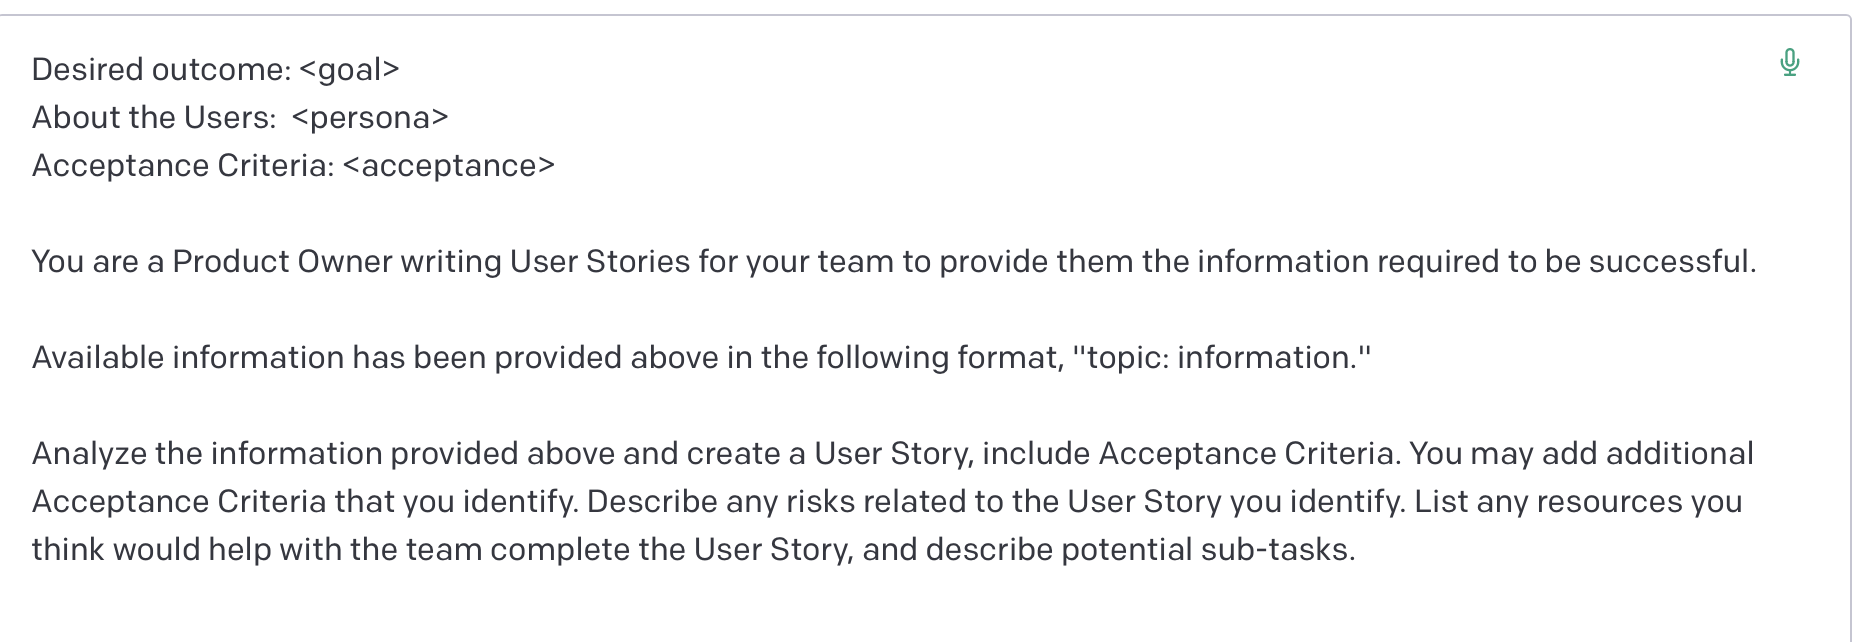 Desired outcome: <goal>
About the Users:  <persona>
Acceptance Criteria: <acceptance>
You are a Product Owner writing User Stories for your team to provide them the information required to be successful.
Available information has been provided above in the following format, "topic: information."
Analyze the information provided above and create a User Story, include Acceptance Criteria. You may add additional
Acceptance Criteria that you identify. Describe any risks related to the User Story you identify. List any resources you
think would help with the team complete the User Story, and describe potential sub-tasks.